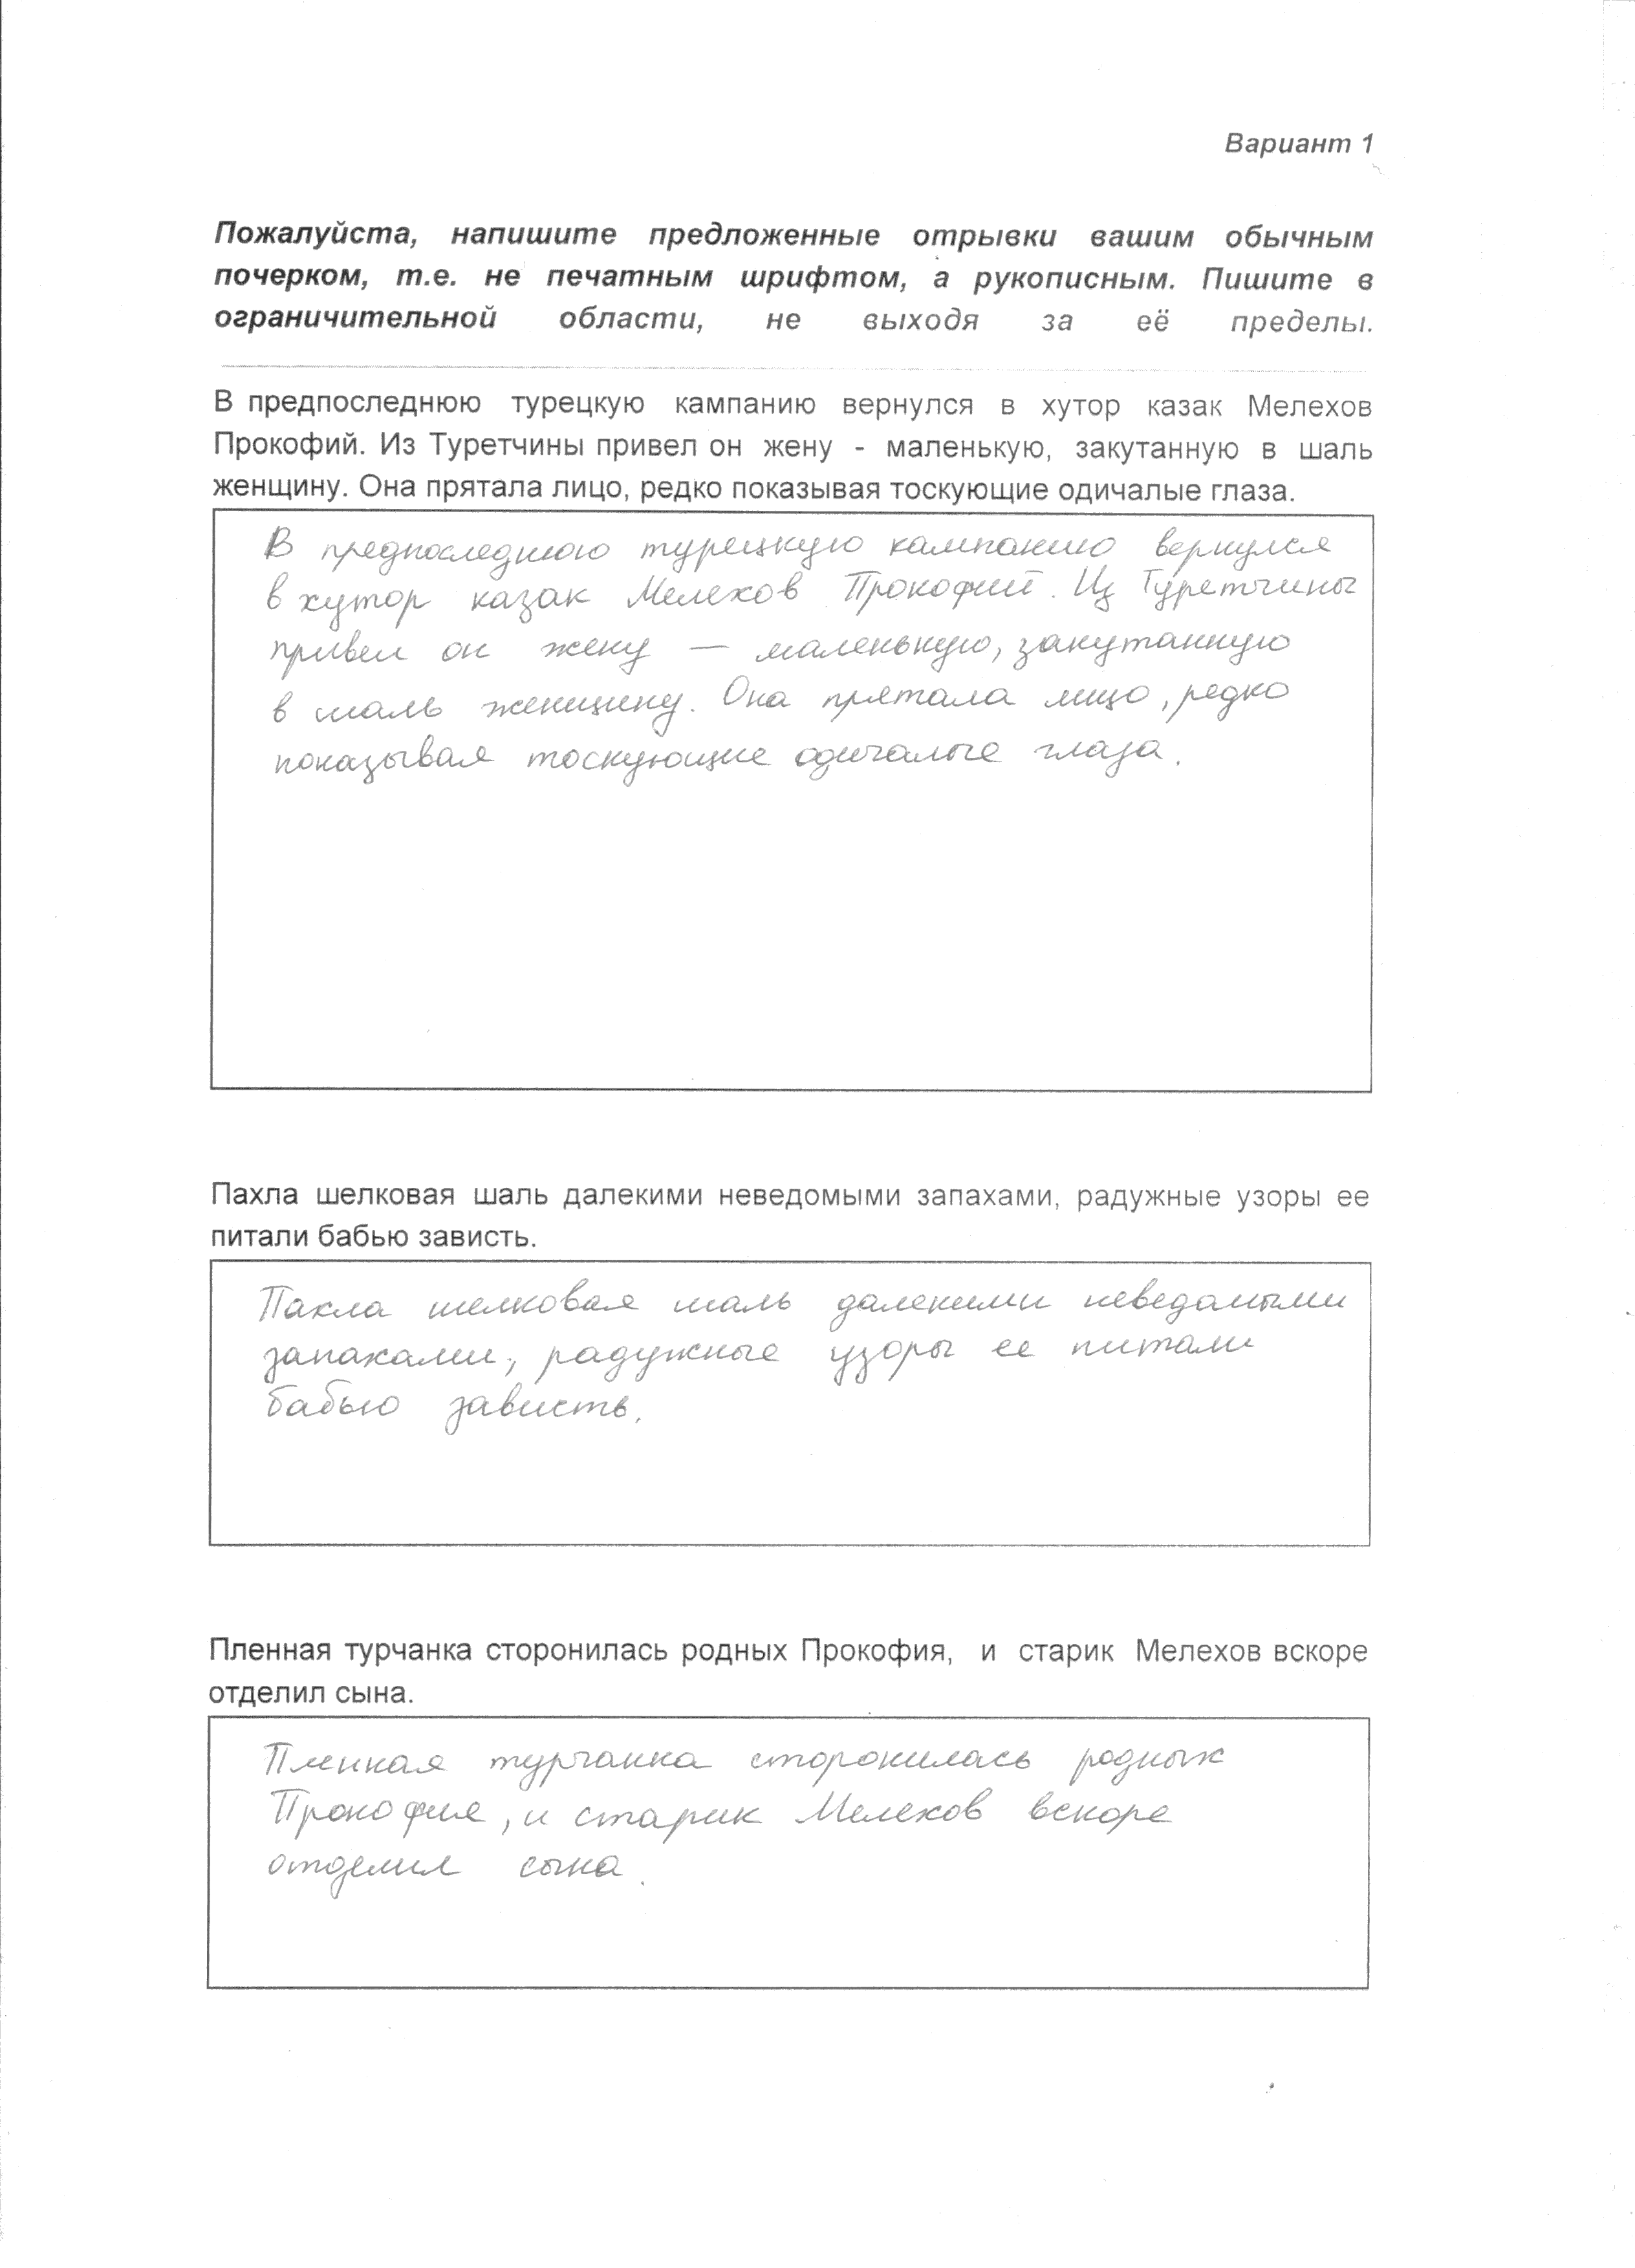 Вариант 1
Пожалуйста, напишите предложенные отрывки вашим обычным
почерком, т.е. не печатным шрифтом, а рукописным. Пишите в
ограничительной области, не выходя за её пределы.
В предпоследнюю турецкую кампанию вернулся в хутор казак Мелехов
Прокофий. Из Туретчины привел он жену - маленькую, закутанную в шаль
женщину. Она прятала лицо, редко показывая тоскующие одичалые глаза.
В предпоследнюю турецкую кампанию вернулся
в хутор казак Мелехов Прокофий. Из Туретчины
привел он жену — маленькую, закутанную
в шаль женщину. Она прятала лицо, редко
показывая тоскующие одичалые глаза.
Пахла шелковая шаль далекими неведомыми запахами, радужные узоры ее
питали бабью зависть.
Пахла шелковая шаль далекими неведомыми
запахами, радужные узоры ее питали
бабью зависть.
Пленная турчанка сторонилась родных Прокофия, и старик Мелехов вскоре
отделил сына.
Пленная турчанка сторонилась родных
Прокофия, и старик Мелехов вскоре
отделил сына.